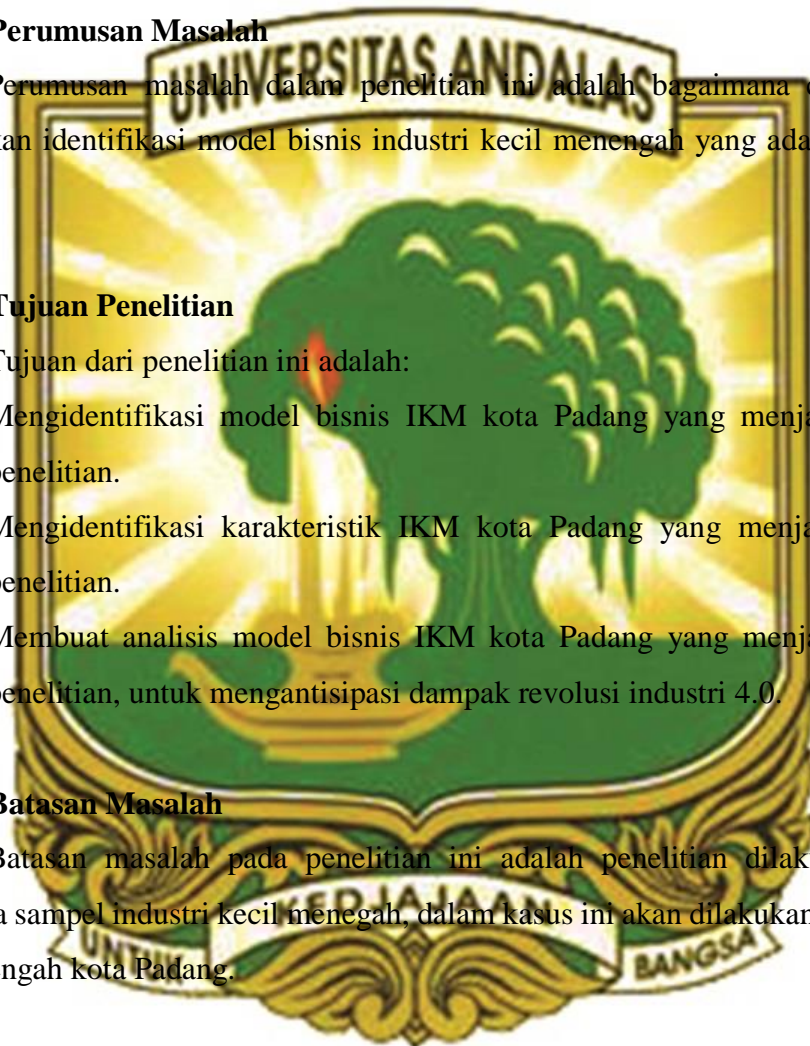 Perumusan Masalah
UNIVERSITAS ANDALAS
Perumusan masalah dalam penelitian ini adalah bagaimana
kan identifikasi model bisnis industri kecil menengah yang ada
Tujuan Penelitian
Tujuan dari penelitian ini adalah:
Mengidentifikasi model bisnis IKM kota Padang yang menja
penelitian.
Mengidentifikasi karakteristik IKM kota Padang yang menja
penelitian.
Membuat analisis model bisnis IKM kota Padang yang menja
penelitian, untuk mengantisipasi dampak revolusi industri 4.0.
Batasan Masalah
Batasan masalah pada penelitian ini adalah penelitian dilak
a sampel industri kecil menegah, dalam kasus ini akan dilakukan
KEDJAJAAN
UNTUK BANGSA
engah kota Padang.